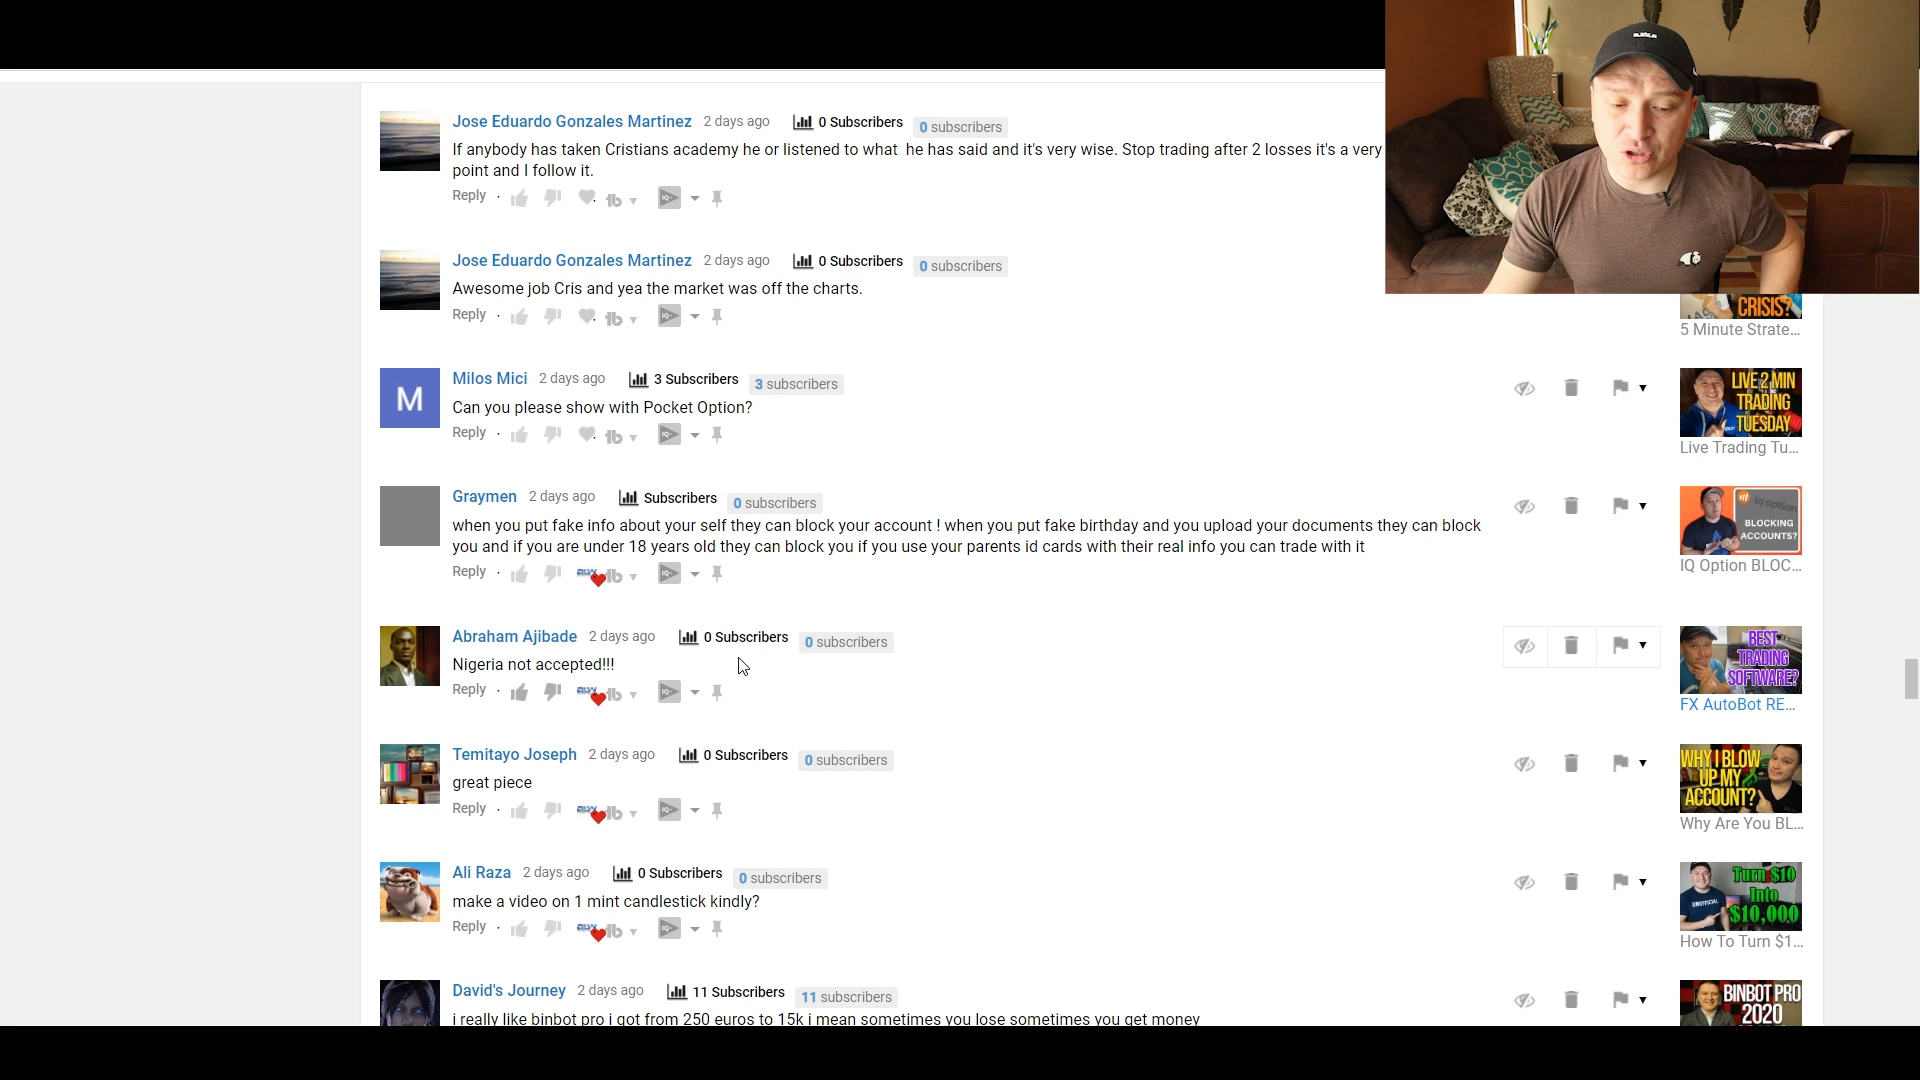 Jose Eduardo Gonzales Martinez 2 days ago 0 Subscribers 0 subscribers
If anybody has taken Cristians academy he or listened to what he has said and it's very wise. Stop trading after 2 losses it's a very
point and I follow it.
Reply
Jose Eduardo Gonzales Martinez 2 days ago 0 Subscribers 0 subscribers
Awesome job Cris and yea the market was off the charts.
Reply
CRISIS?
5 Minute Strate...
M
Milos Mici 2 days ago 3 Subscribers 3 subscribers
Can you please show with Pocket Option?
Reply
LIVE 2 MIN
TRADING
TUESDAY
Live Trading Tu...
Graymen 2 days ago Subscribers 0 subscribers
when you put fake info about your self they can block your account ! when you put fake birthday and you upload your documents they can block
you and if you are under 18 years old they can block you if you use your parents id cards with their real info you can trade with it
Reply
iq option
BLOCKING
ACCOUNTS?
IQ Option BLOC...
Abraham Ajibade 2 days ago 0 Subscribers 0 subscribers
Nigeria not accepted!!!
Reply
BEST
TRADING
SOFTWARE?
FX AutoBot RE...
Temitayo Joseph 2 days ago 0 Subscribers 0 subscribers
great piece
Reply
WHY I BLOW
UP MY
ACCOUNT?
Why Are You BL...
Ali Raza 2 days ago 0 Subscribers 0 subscribers
make a video on 1 mint candlestick kindly?
Reply
Turn $10
Into
$10,000
How To Turn $1...
David's Journey 2 days ago 11 Subscribers 11 subscribers
i really like binbot pro i got from 250 euros to 15k i mean sometimes you lose sometimes you get money
BINBOT PRO
2020